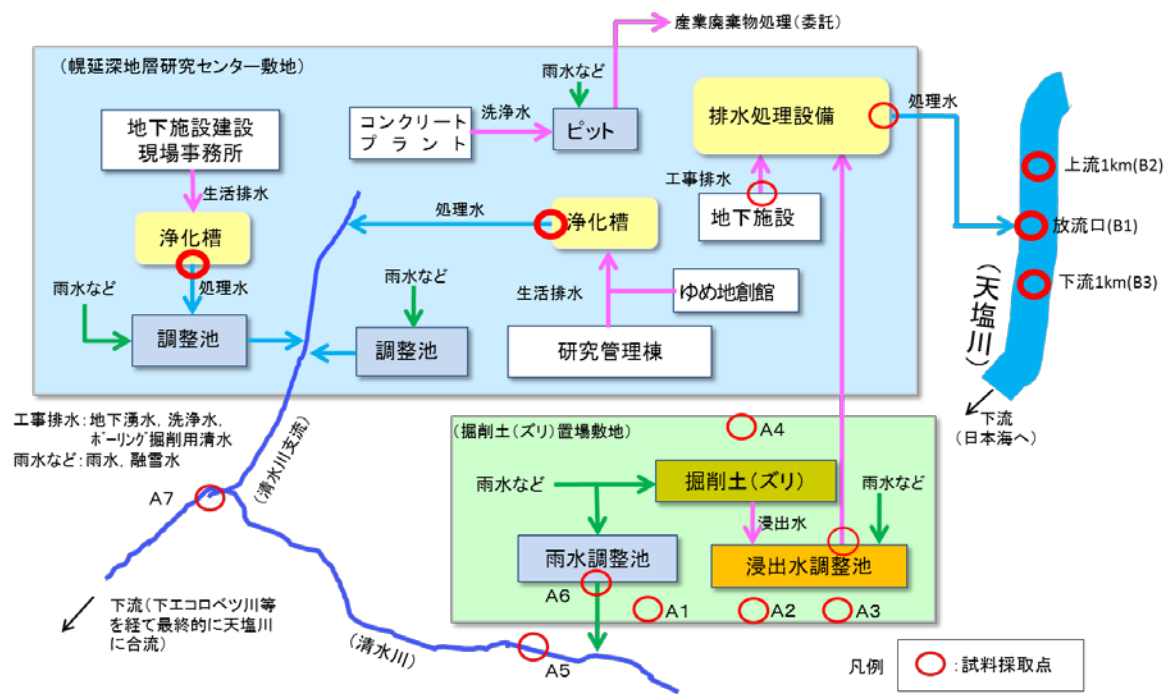 産業廃棄物処理(委託)
(幌延深地層研究センター敷地)
雨水など
処理水
地下施設建設
現場事務所
コンクリート
プラント
洗浄水
ピット
排水処理設備
上流1km(B2)
生活排水
工事排水
地下施設
処理水
浄化槽
浄化槽
放流口(B1)
雨水など
処理水
雨水など
生活排水
ゆめ地創館
下流1km(B3)
調整池
調整池
研究管理棟
(天塩川)
下流
(日本海へ)
工事排水:地下湧水,洗浄水,
ボーリング掘削用清水
雨水など:雨水,融雪水
(清水川支流)
(掘削土(ズリ)置場敷地)
A4
A7
雨水など
掘削土(ズリ)
雨水など
浸出水
雨水調整池
浸出水調整池
A6
A1
A2
A3
下流(下エコロベツ川等
を経て最終的に天塩川
に合流)
(清水川)
A5
凡例
:試料採取点